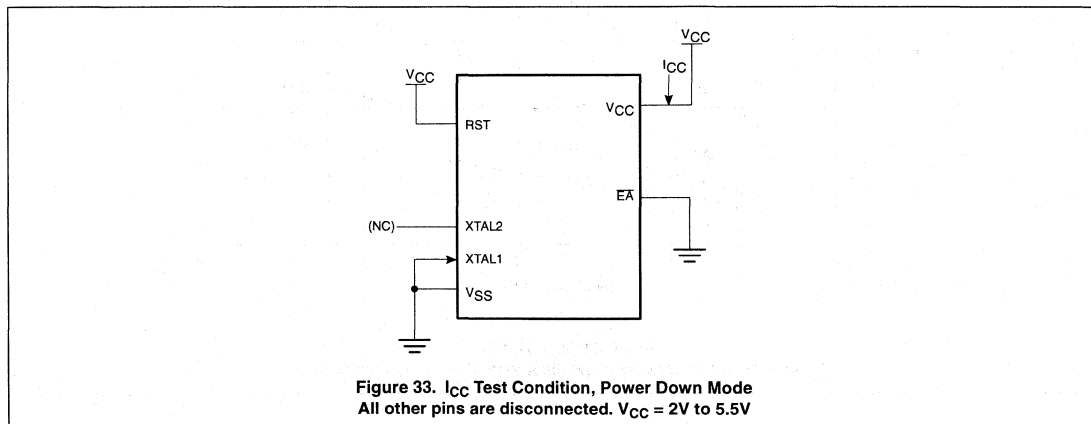 VCC
ICC
VCC
VCC
RST
EA
(NC)
XTAL2
XTAL1
VSS
Figure 33. ICC Test Condition, Power Down Mode
All other pins are disconnected. VCC = 2V to 5.5V